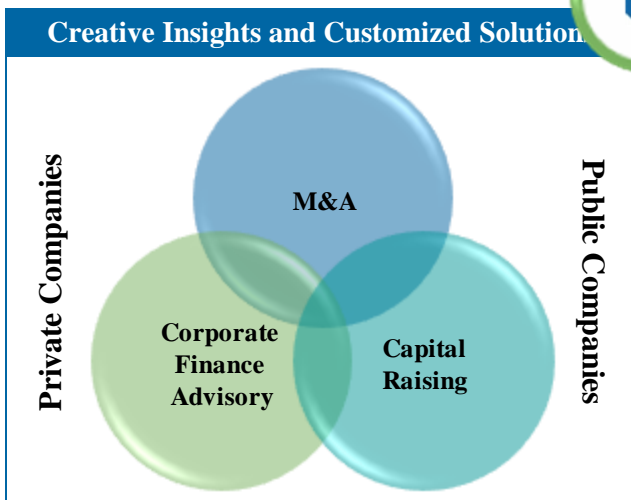 Creative Insights and Customized Solution
Private Companies
M&A
Public Companies
Corporate
Finance
Advisory
Capital
Raising